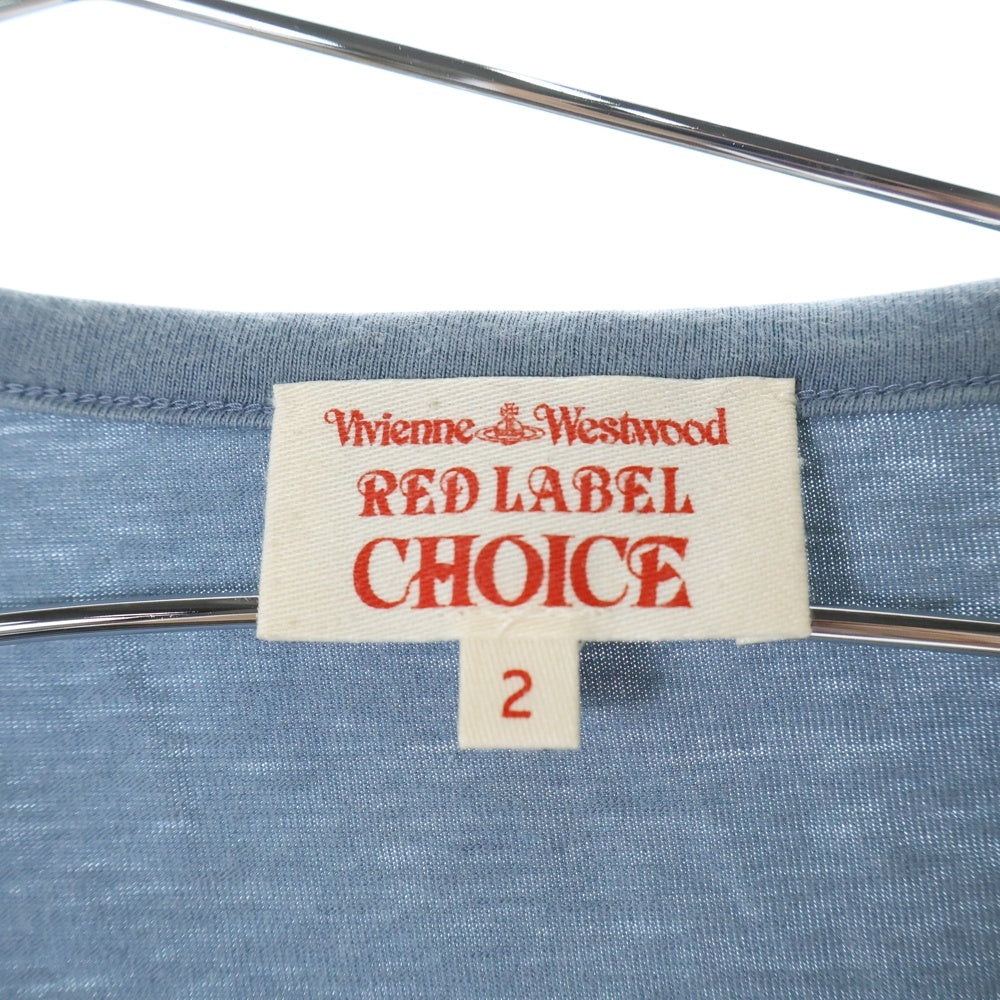 Vivienne Westwood
RED LABEL
CHOICE
2